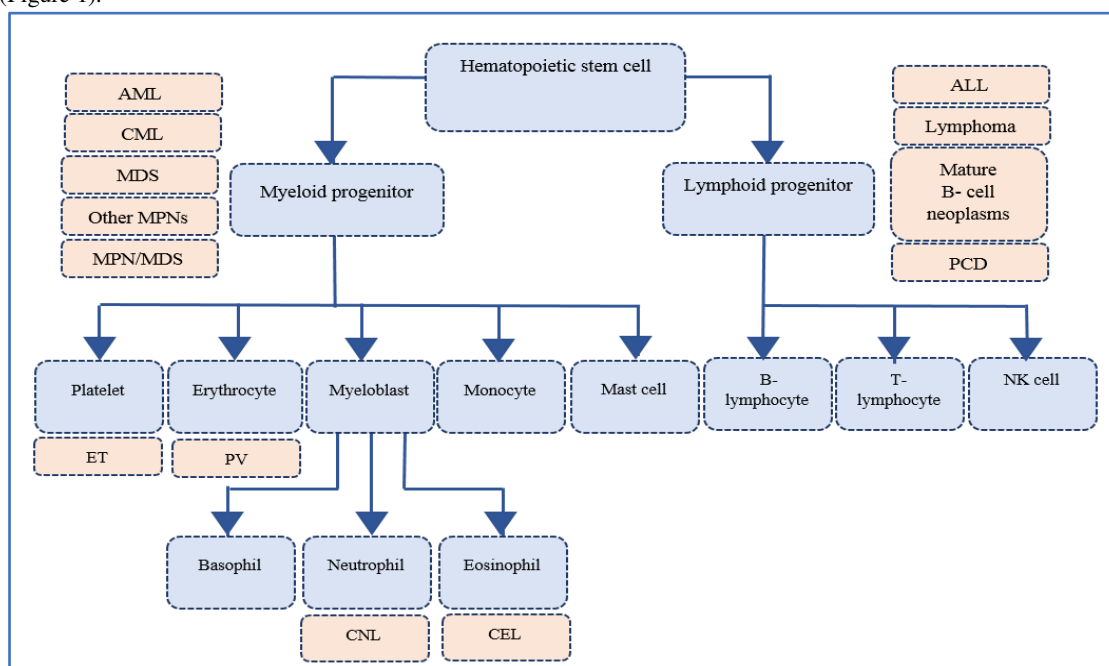 (Figure 1).
Hematopoietic stem cell
AML
CML
MDS
Other MPNs
MPN/MDS
Myeloid progenitor
Lymphoid progenitor
ALL
Lymphoma
Mature
B- cell
neoplasms
PCD
Platelet
Erythrocyte
Myeloblast
Monocyte
Mast cell
B-
lymphocyte
T-
lymphocyte
NK cell
ET
PV
Basophil
Neutrophil
Eosinophil
CNL
CEL